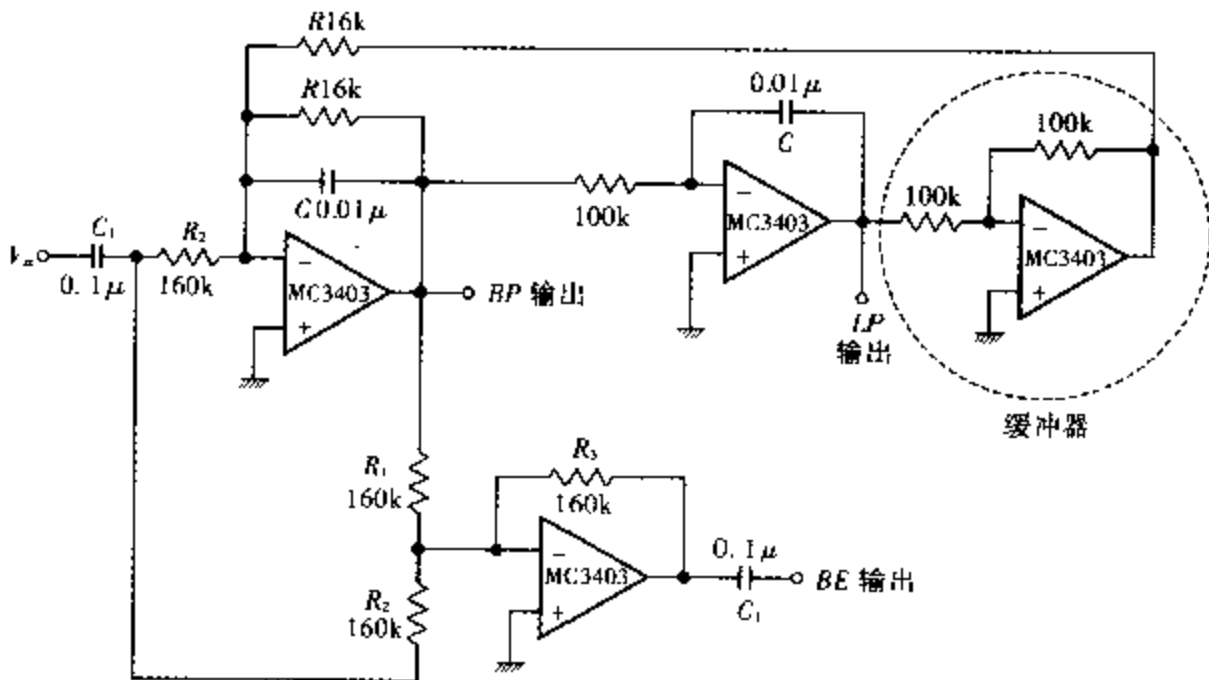 R16k
R16k
C 0.01μ
C₁
0.1μ
R₂
160k
MC3403
BP 输出
100k
0.01μ
C
MC3403
LP
输出
100k
100k
MC3403
缓冲器
R₁
160k
R₂
160k
R₃
160k
MC3403
0.1μ
C₁
BE 输出